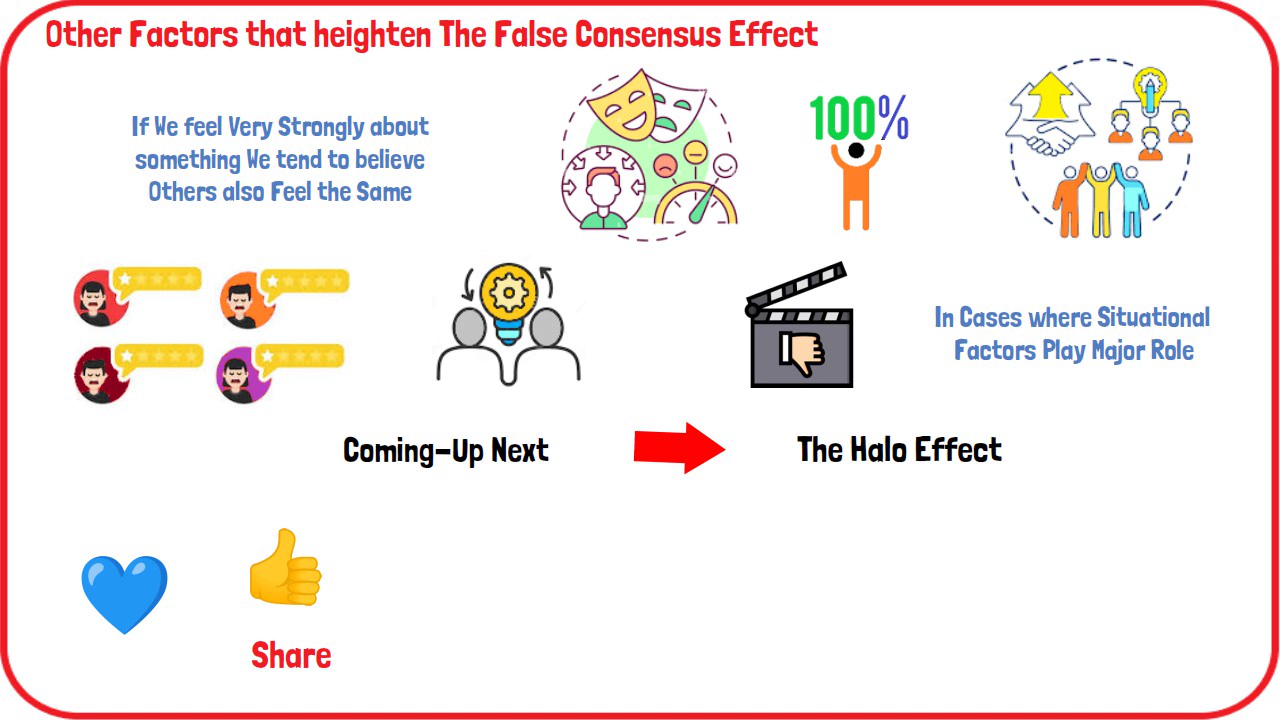 Other Factors that heighten The False Consensus Effect
If We feel Very Strongly about
something We tend to believe
Others also Feel the Same
100%
In Cases where Situational
Factors Play Major Role
Coming-Up Next
The Halo Effect
Share